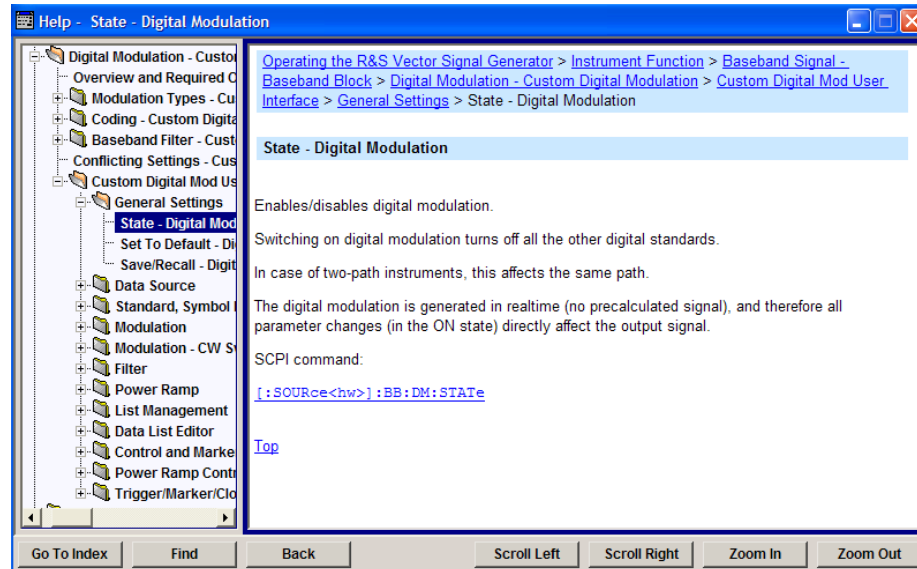 Help - State - Digital Modulation
Digital Modulation - Custor
Overview and Required C
Modulation Types - Cu
Coding - Custom Digita
Baseband Filter - Cust
Conflicting Settings - Cus
Custom Digital Mod Us
General Settings
State - Digital Mod
Set To Default - Di
Save/Recall - Digit
Data Source
Standard, Symbol
Modulation
Modulation - CW Sv
Filter
Power Ramp
List Management
Data List Editor
Control and Marke
Power Ramp Contr
Trigger/Marker/Clo
Operating the R&S Vector Signal Generator > Instrument Function > Baseband Signal -
Baseband Block > Digital Modulation - Custom Digital Modulation > Custom Digital Mod User
Interface > General Settings > State - Digital Modulation
State - Digital Modulation
Enables/disables digital modulation.
Switching on digital modulation turns off all the other digital standards.
In case of two-path instruments, this affects the same path.
The digital modulation is generated in realtime (no precalculated signal), and therefore all
parameter changes (in the ON state) directly affect the output signal.
SCPI command:
[:SOURce<hw>]:BB:DM:STATe
Top
Go To Index
Find
Back
Scroll Left
Scroll Right
Zoom In
Zoom Out